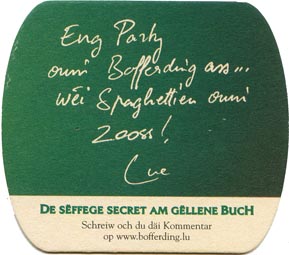 Eng Party
ouni Bofferding ass...
wéi Spaghettien ouni
Zooss!
Luc
DE SËFFEGE SECRET AM GËLLENE BUCH
Schreiw och du däi Kommentar
op www.bofferding.lu